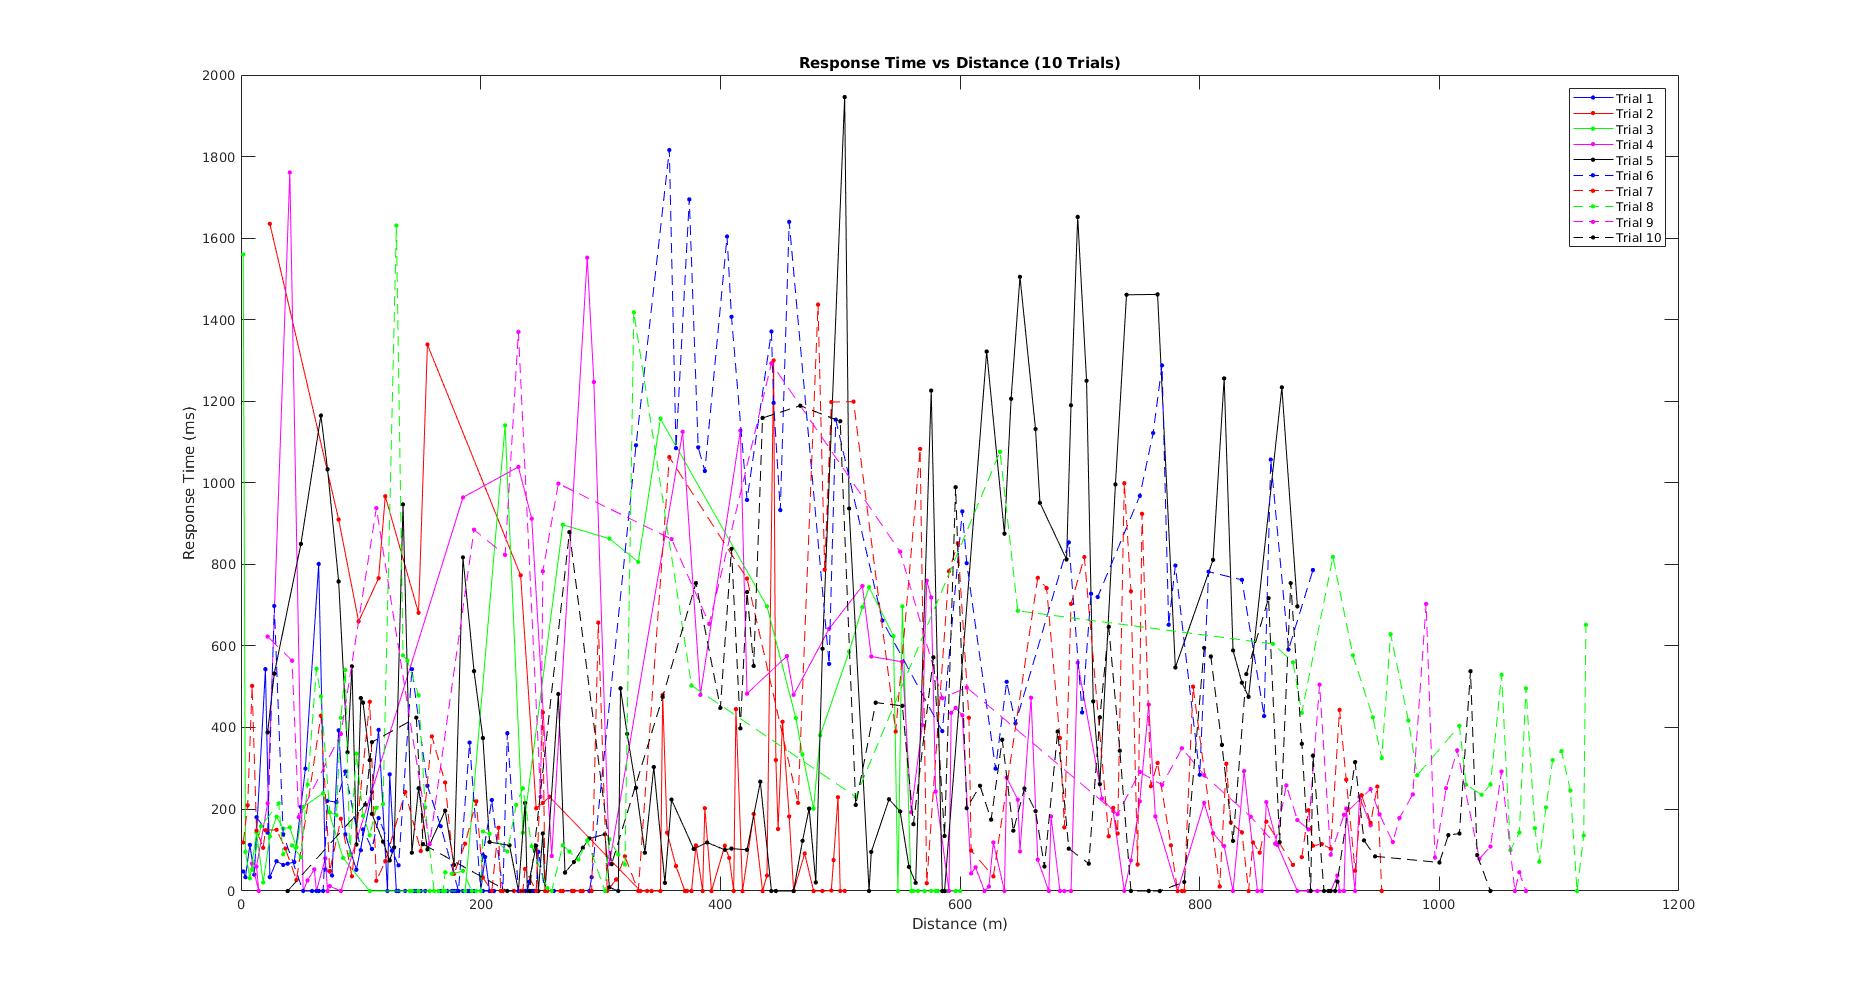 Response Time vs Distance (10 Trials)
2000
1800
1600
1400
1200
1000
800
600
400
200
0
Response Time (ms)
Trial 1
Trial 2
Trial 3
Trial 4
Trial 5
Trial 6
Trial 7
Trial 8
Trial 9
Trial 10
0 200 400 600 800 1000 1200
Distance (m)